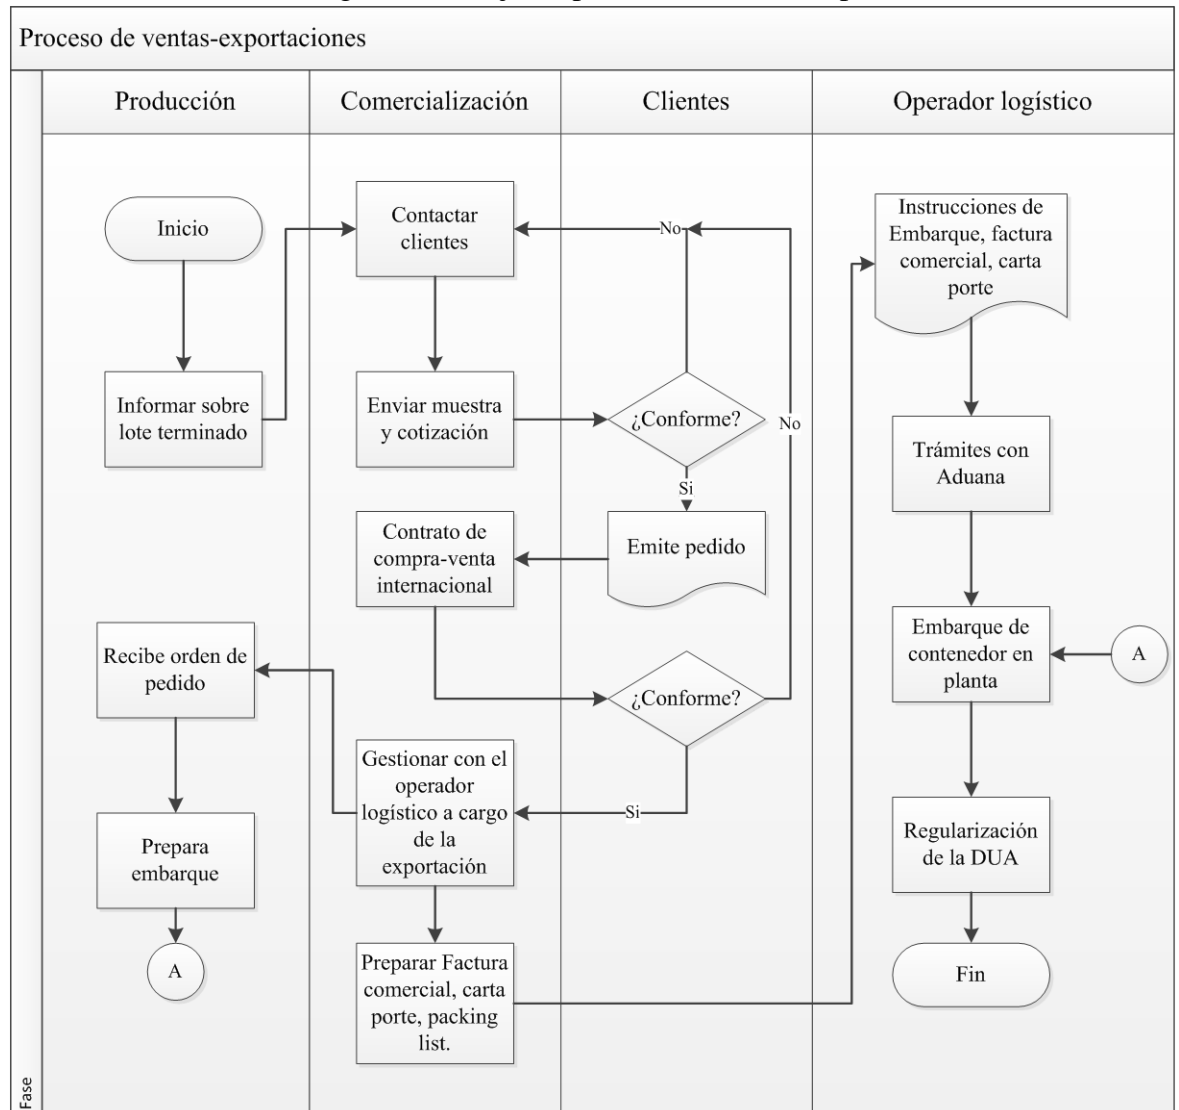 Proceso de ventas-exportaciones
Producción
Comercialización
Clientes
Operador logístico
Inicio
Informar sobre
lote terminado
Recibe orden de
pedido
Prepara
embarque
A
Contactar
clientes
Enviar muestra
y cotización
Contrato de
compra-venta
internacional
Gestionar con el
operador
logístico a cargo
de la
exportación
Preparar Factura
comercial, carta
porte, packing
list.
No
¿Conforme?
No
Si
Emite pedido
¿Conforme?
Si
Instrucciones de
Embarque, factura
comercial, carta
porte
Trámites con
Aduana
Embarque de
contenedor en
planta
A
Regularización
de la DUA
Fin
Fase